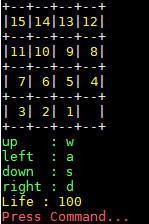 +--+--+--+--+
|15|14|13|12|
+--+--+--+--+
|11|10| 9| 8|
+--+--+--+--+
| 7| 6| 5| 4|
+--+--+--+--+
| 3| 2| 1|  |
+--+--+--+--+
up    : w
left  : a
down  : s
right : d
Life : 100
Press Command...